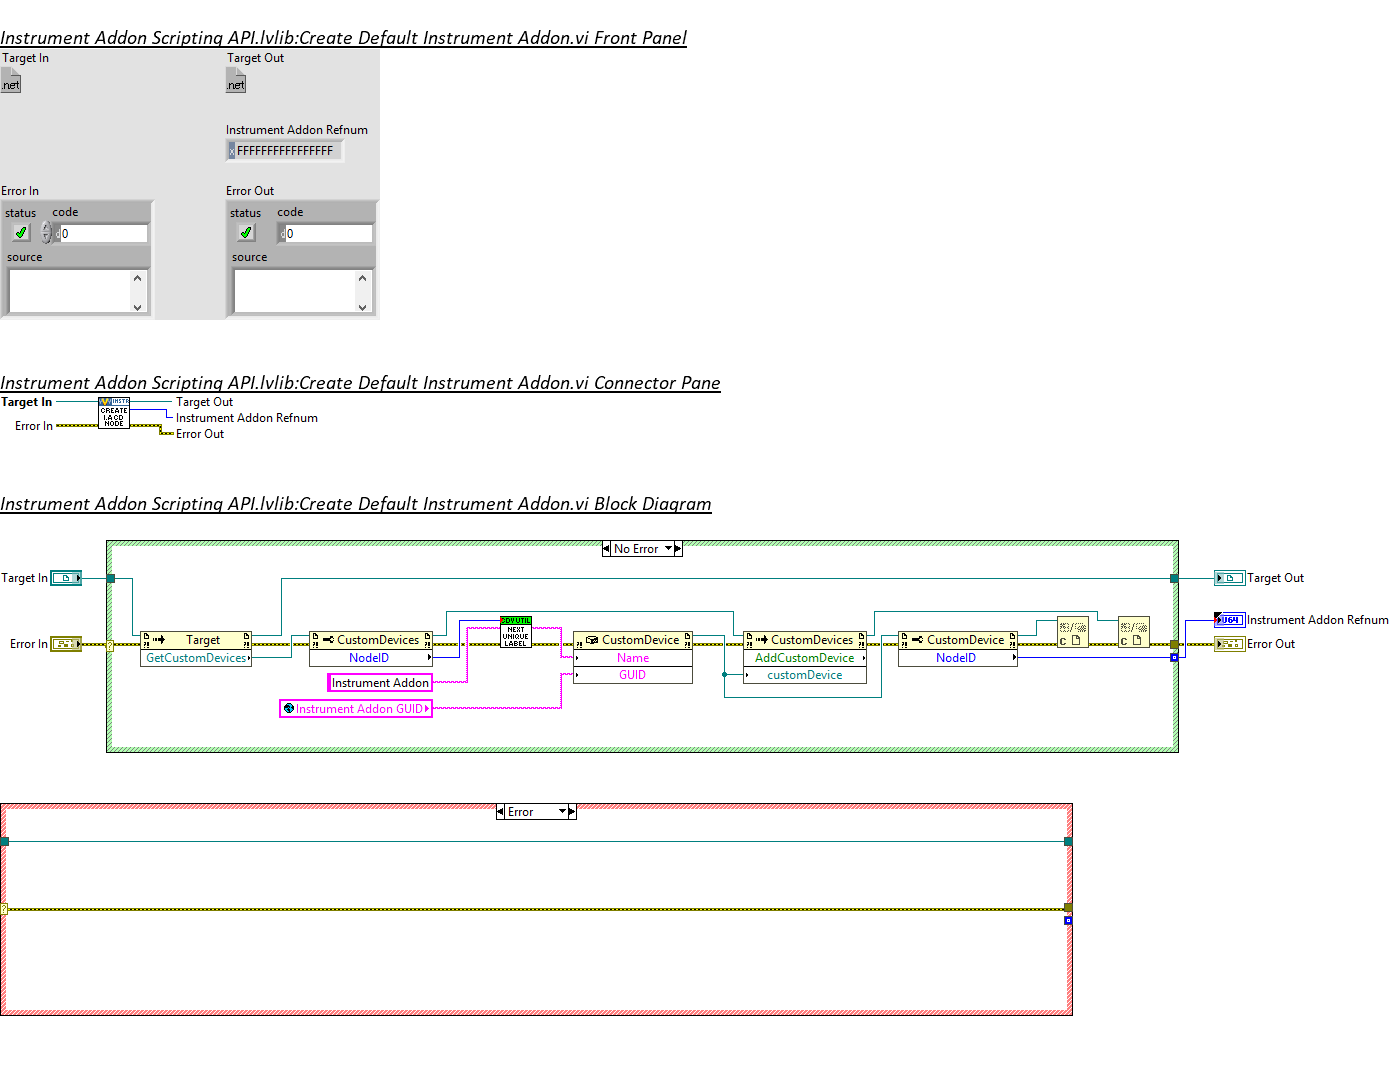 Instrument Addon Scripting API.lvlib:Create Default Instrument Addon.vi Front Panel
Target In
Target Out
.net
.net
Instrument Addon Refnum
x FFFFFFFFFFFFFFFF
Error In
Error Out
status code
status code
d 0
d 0
source
source
Instrument Addon Scripting API.lvlib:Create Default Instrument Addon.vi Connector Pane
Target In
INSTR
CREATE
I.A CD
NODE
Target Out
Instrument Addon Refnum
Error In
Error Out
Instrument Addon Scripting API.lvlib:Create Default Instrument Addon.vi Block Diagram
No Error
Target In
Target Out
Error In
Target
GetCustomDevices
CustomDevices
NodeID
CDV UTIL
NEXT
UNIQUE
LABEL
CustomDevice
Name
GUID
CustomDevices
AddCustomDevice
customDevice
CustomDevice
NodeID
C
C
U64
Instrument Addon Refnum
Error Out
Instrument Addon
Instrument Addon GUID
Error